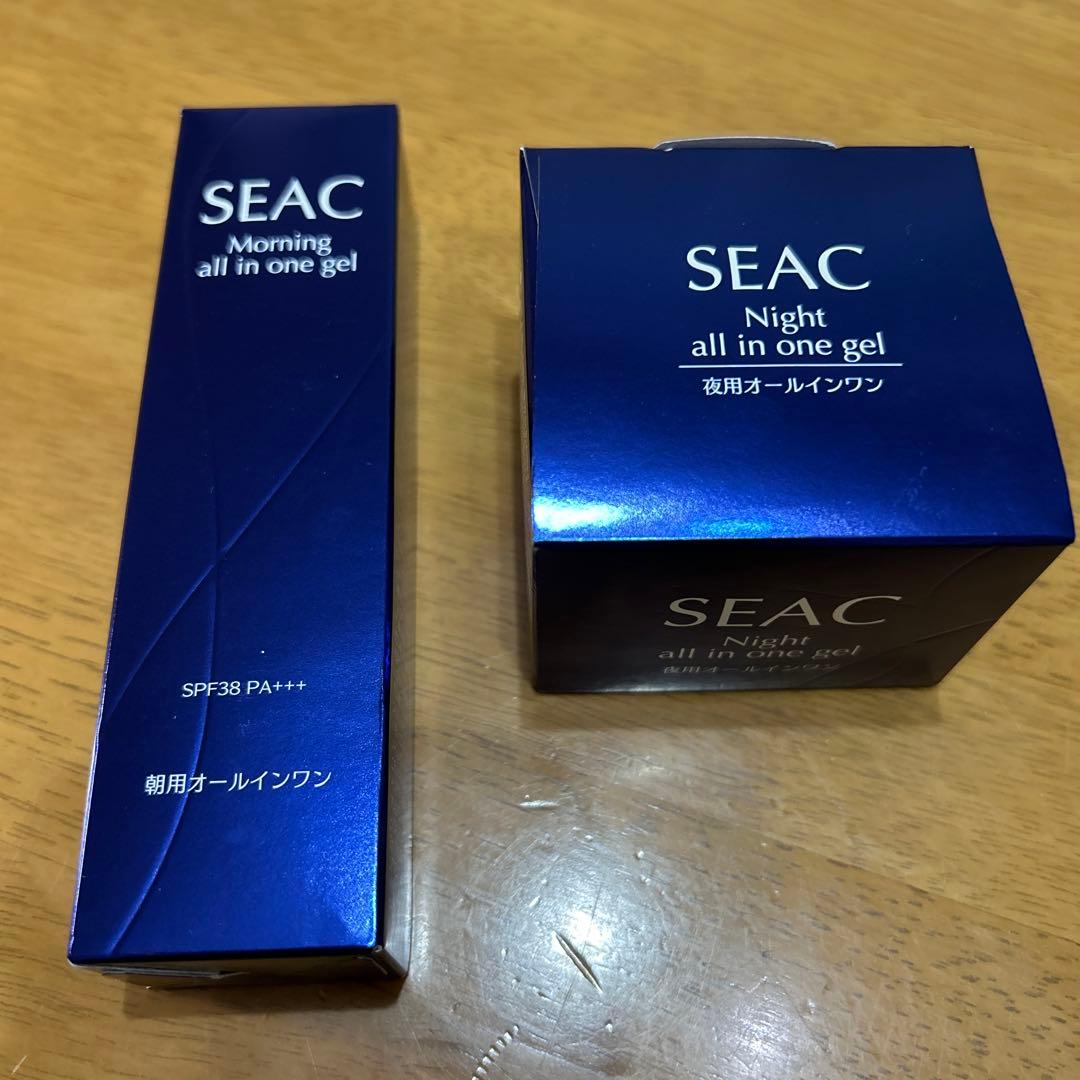 SEAC
Morning
all in one gel
SPF38 PA+++
朝用オールインワン
SEAC
Night
all in one gel
夜用オールインワン
SEAC
Night
all in one gel
夜用オールインワン